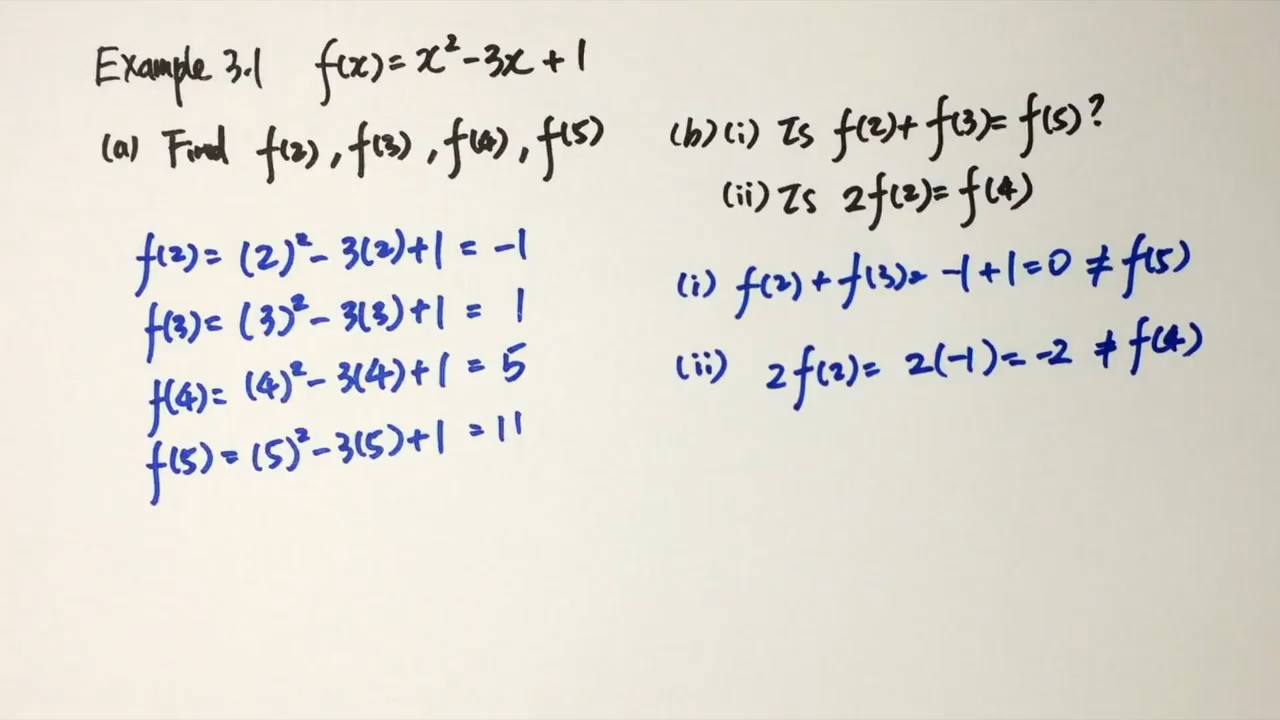 Example 3.1 f(x) = x² - 3x + 1
(a) Find f(2), f(3), f(4), f(5)
f(2) = (2)² - 3(2) + 1 = -1
f(3) = (3)² - 3(3) + 1 = 1
f(4) = (4)² - 3(4) + 1 = 5
f(5) = (5)² - 3(5) + 1 = 11
(b) (i) Is f(2) + f(3) = f(5)?
(ii) Is 2f(2) = f(4)
(i) f(2) + f(3) = -1 + 1 = 0 ≠ f(5)
(ii) 2f(2) = 2(-1) = -2 ≠ f(4)